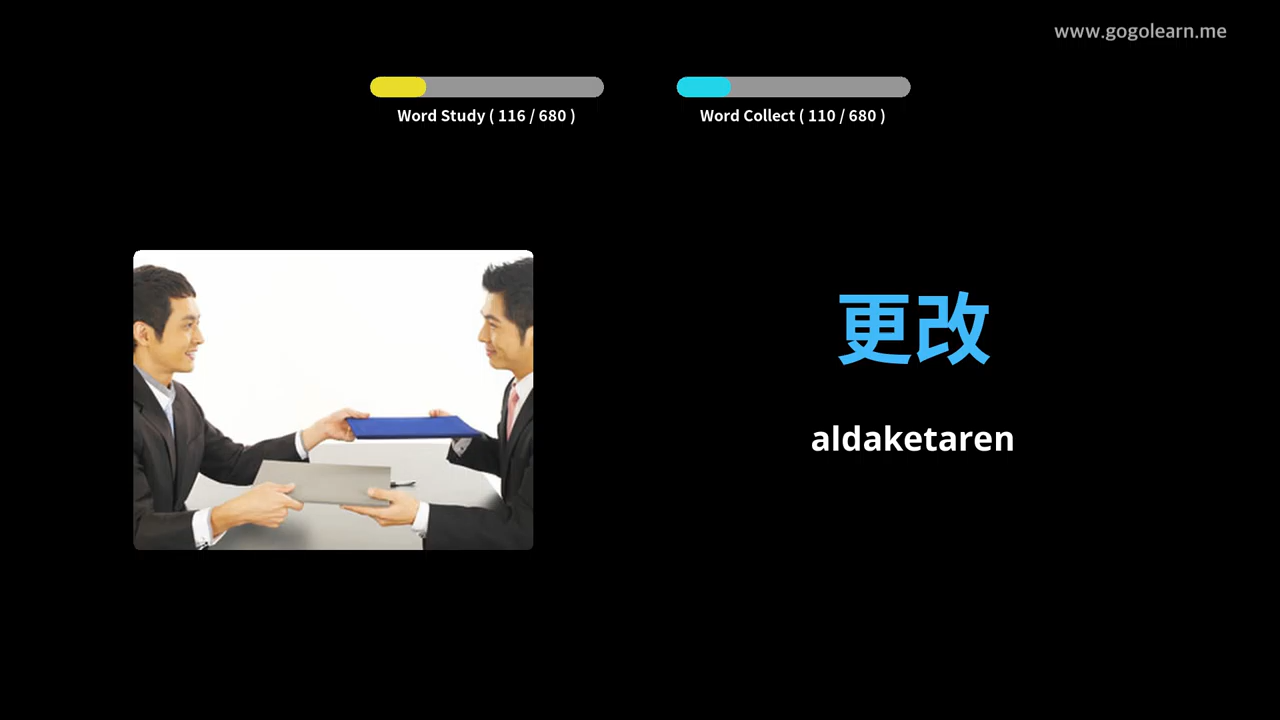 www.gogolearn.me
Word Study ( 116 / 680 )
Word Collect ( 110 / 680 )
更改
aldaketaren